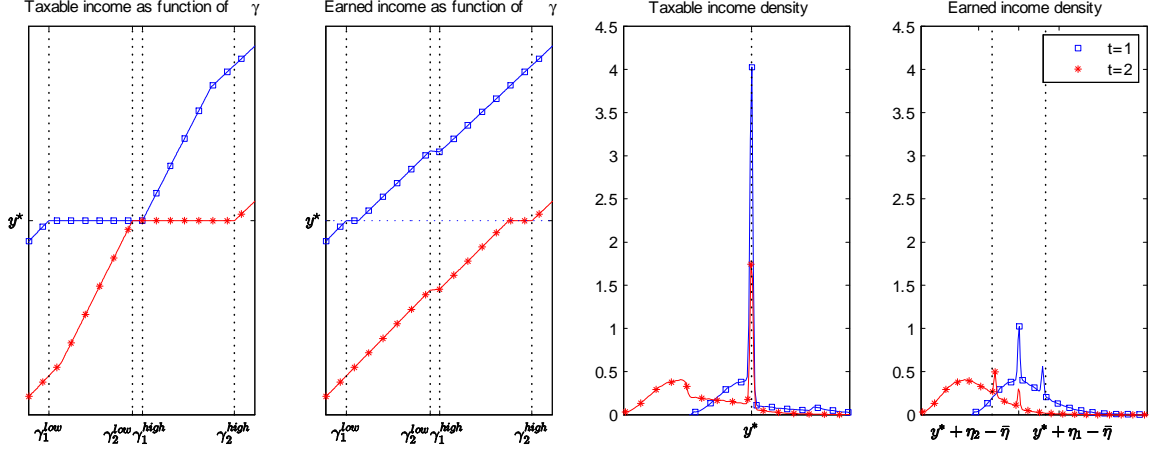 Taxable income as function of γ
Earned income as function of γ
Taxable income density
Earned income density
y*
γ₁ˡᵒʷ γ₂ˡᵒʷ γ₁ʰⁱᵍʰ γ₂ʰⁱᵍʰ
y*
γ₁ˡᵒʷ γ₂ˡᵒʷ γ₁ʰⁱᵍʰ γ₂ʰⁱᵍʰ
4.5
4
3.5
3
2.5
2
1.5
1
0.5
0
y*
4.5
4
3.5
3
2.5
2
1.5
1
0.5
0
t=1
t=2
y* + η₂ − η̄ y* + η₁ − η̄